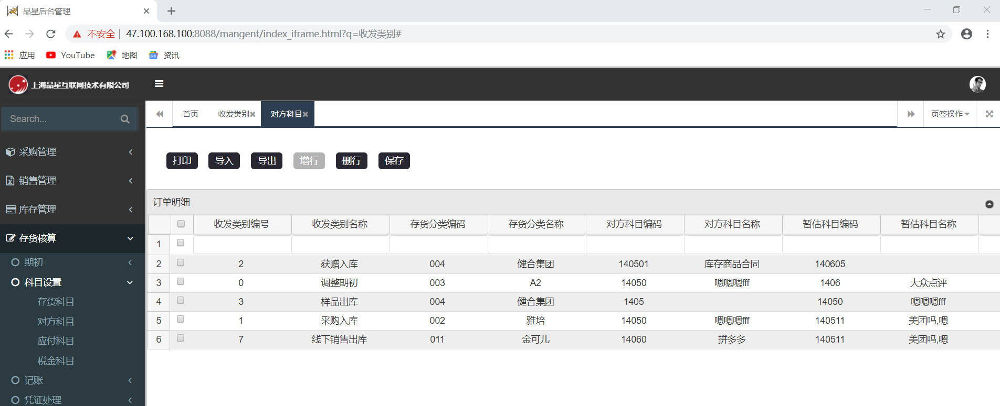 品星后台管理
不安全 | 47.100.168.100:8088/mangent/index_iframe.html?q=收发类别#
应用 YouTube 地图 资讯
上海品星互联网技术有限公司
Search...
采购管理
销售管理
库存管理
存货核算
期初
科目设置
存货科目
对方科目
应付科目
税金科目
记账
凭证处理
首页 收发类别 对方科目 页签操作
打印 导入 导出 增行 删行 保存
订单明细
收发类别编号 收发类别名称 存货分类编码 存货分类名称 对方科目编码 对方科目名称 暂估科目编码 暂估科目名称
1
2 2 获赠入库 004 健合集团 140501 库存商品合同 140605
3 0 调整期初 003 A2 14050 嗯嗯嗯fff 1406 大众点评
4 3 样品出库 004 健合集团 1405 14050 嗯嗯嗯fff
5 1 采购入库 002 雅培 14050 嗯嗯嗯fff 140511 美团吗,嗯
6 7 线下销售出库 011 金可儿 14060 拼多多 140511 美团吗,嗯